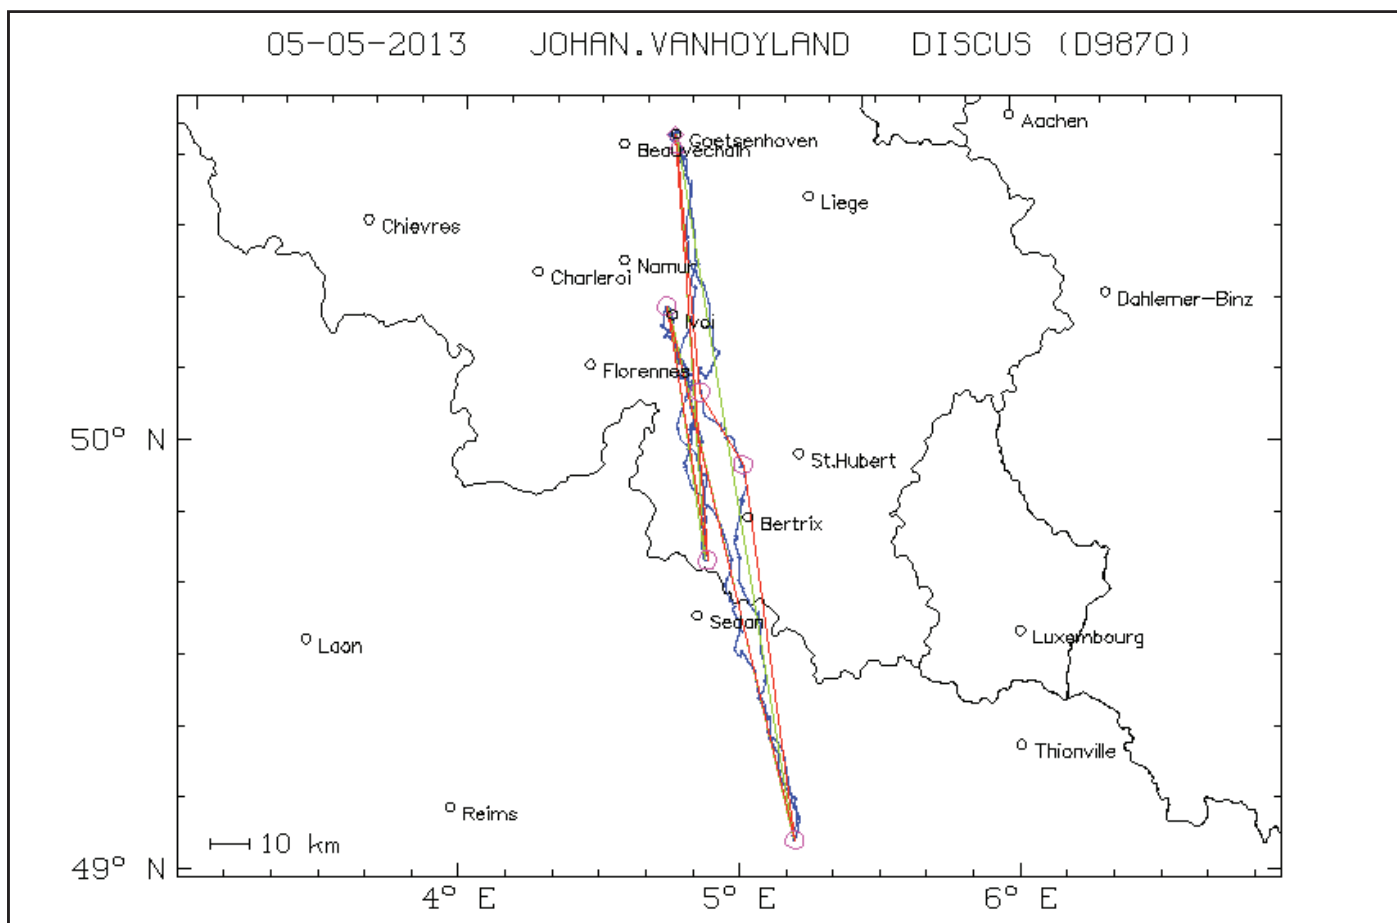 05-05-2013 JOHAN.VANHOYLAND DISCUS (D9870)
Aachen
Goetsenhoven
Beauvechain
Liege
Chievres
Namur
Charleroi
Dahlemer-Binz
Ivoi
Florennes
50° N
St.Hubert
Bertrix
Sedan
Luxembourg
Laon
Thionville
Reims
10 km
49° N
4° E 5° E 6° E